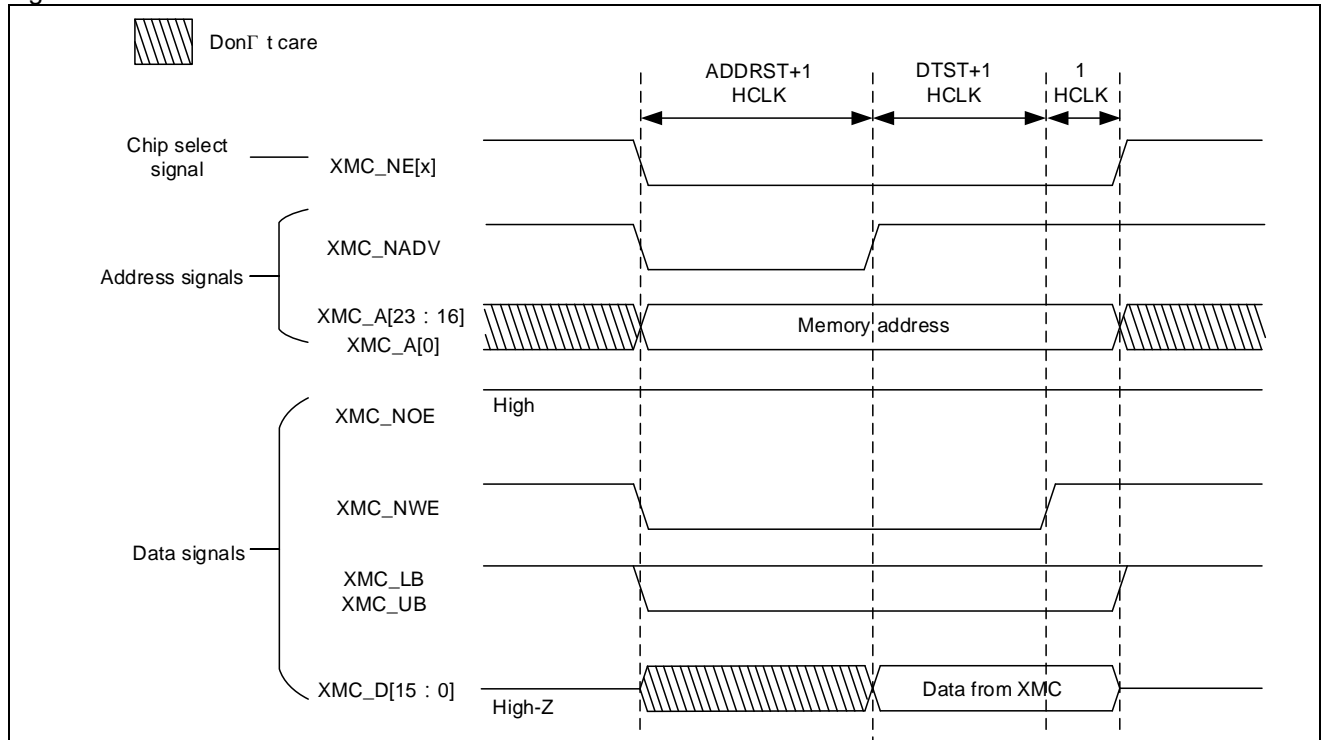 DonΓ t care
ADDRST+1
HCLK
DTST+1
HCLK
1
HCLK
Chip select
signal
XMC_NE[x]
XMC_NADV
Address signals
XMC_A[23 : 16]
XMC_A[0]
Memory address
High
XMC_NOE
XMC_NWE
Data signals
XMC_LB
XMC_UB
XMC_D[15 : 0]
High-Z
Data from XMC